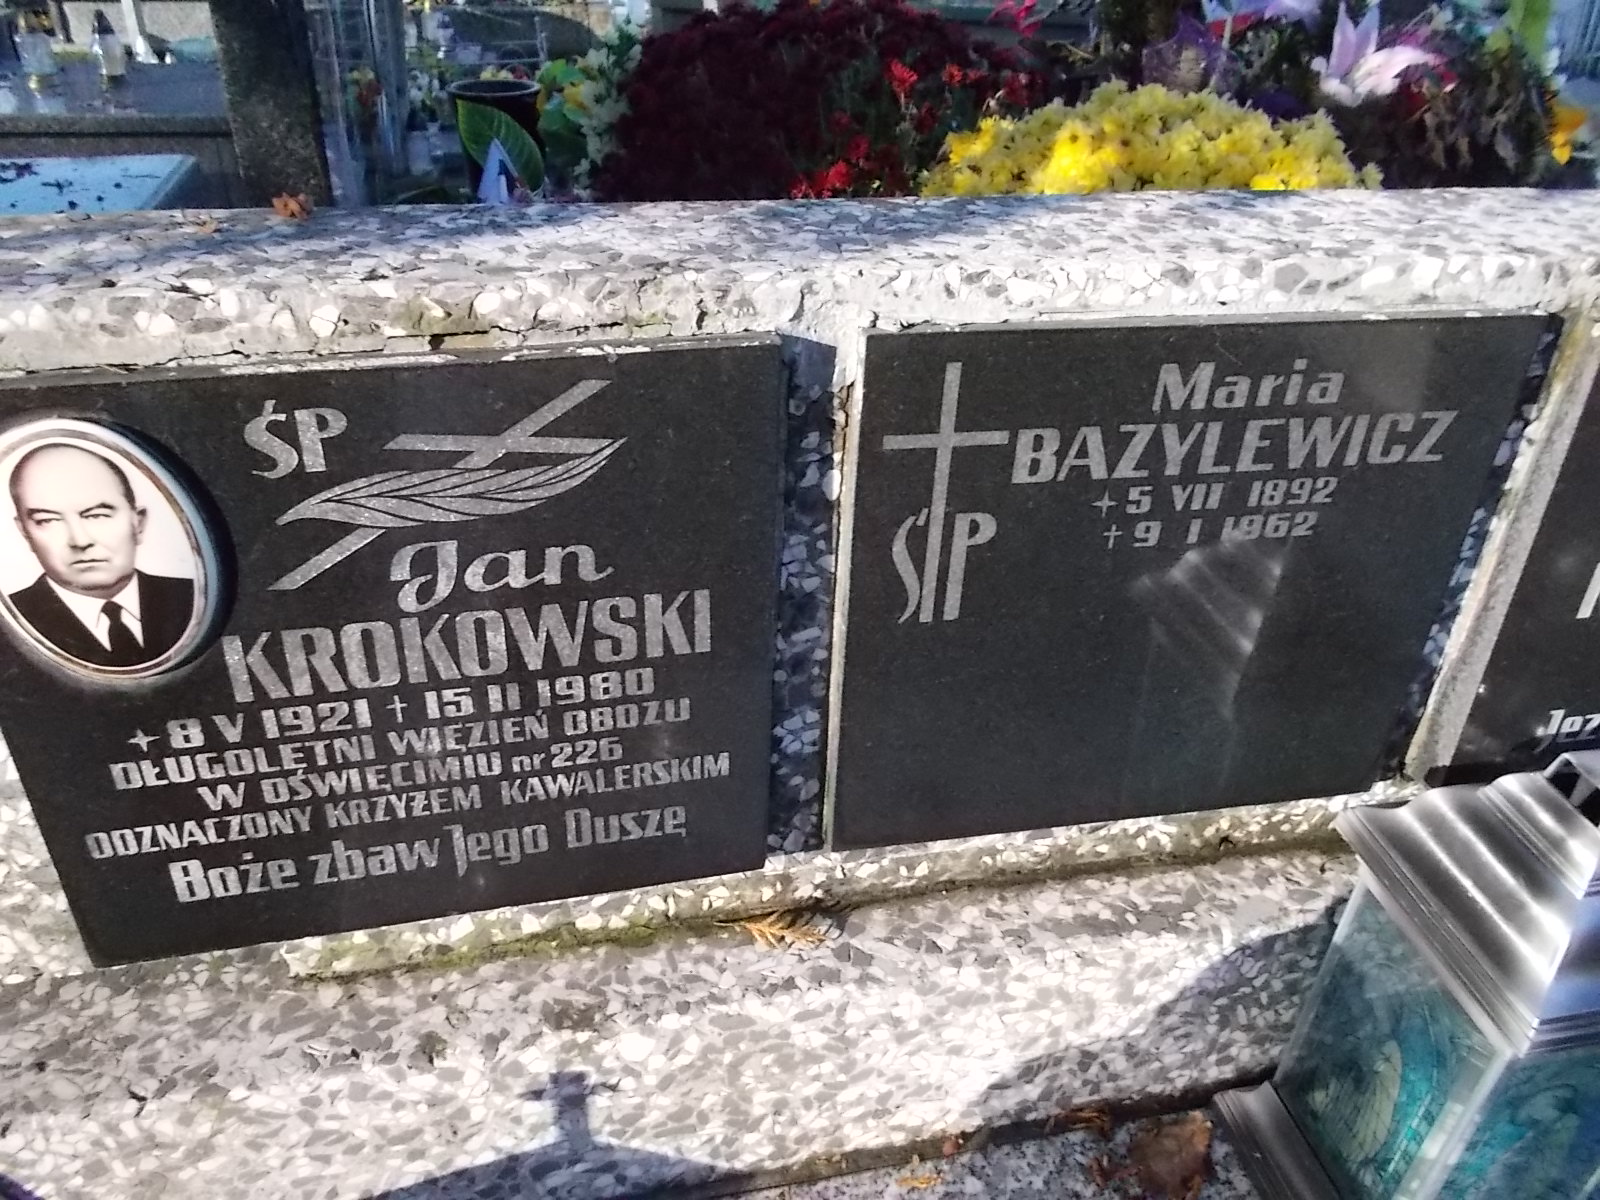 ŚP
Jan
KROKOWSKI
+ 8 V 1921 + 15 II 1980
DŁUGOLETNI WIĘZIEŃ OBOZU
W OŚWIĘCIMIU nr 226
ODZNACZONY KRZYŻEM KAWALERSKIM
Boże zbaw Jego Duszę
Maria
BAZYLEWICZ
+ 5 VII 1892
+ 9 I 1962
ŚP